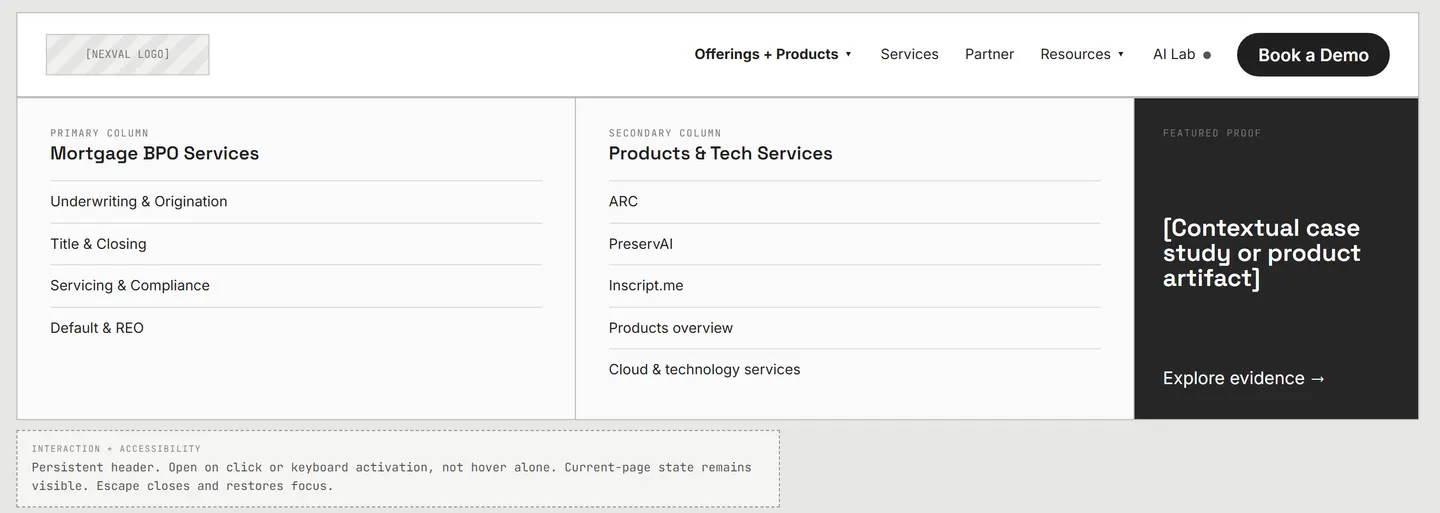 [NEXVAL LOGO]
Offerings + Products ▾
Services
Partner
Resources ▾
AI Lab ●
Book a Demo
PRIMARY COLUMN
Mortgage BPO Services
Underwriting & Origination
Title & Closing
Servicing & Compliance
Default & REO
SECONDARY COLUMN
Products & Tech Services
ARC
PreservAI
Inscript.me
Products overview
Cloud & technology services
FEATURED PROOF
[Contextual case
study or product
artifact]
Explore evidence →
INTERACTION + ACCESSIBILITY
Persistent header. Open on click or keyboard activation, not hover alone. Current-page state remains
visible. Escape closes and restores focus.